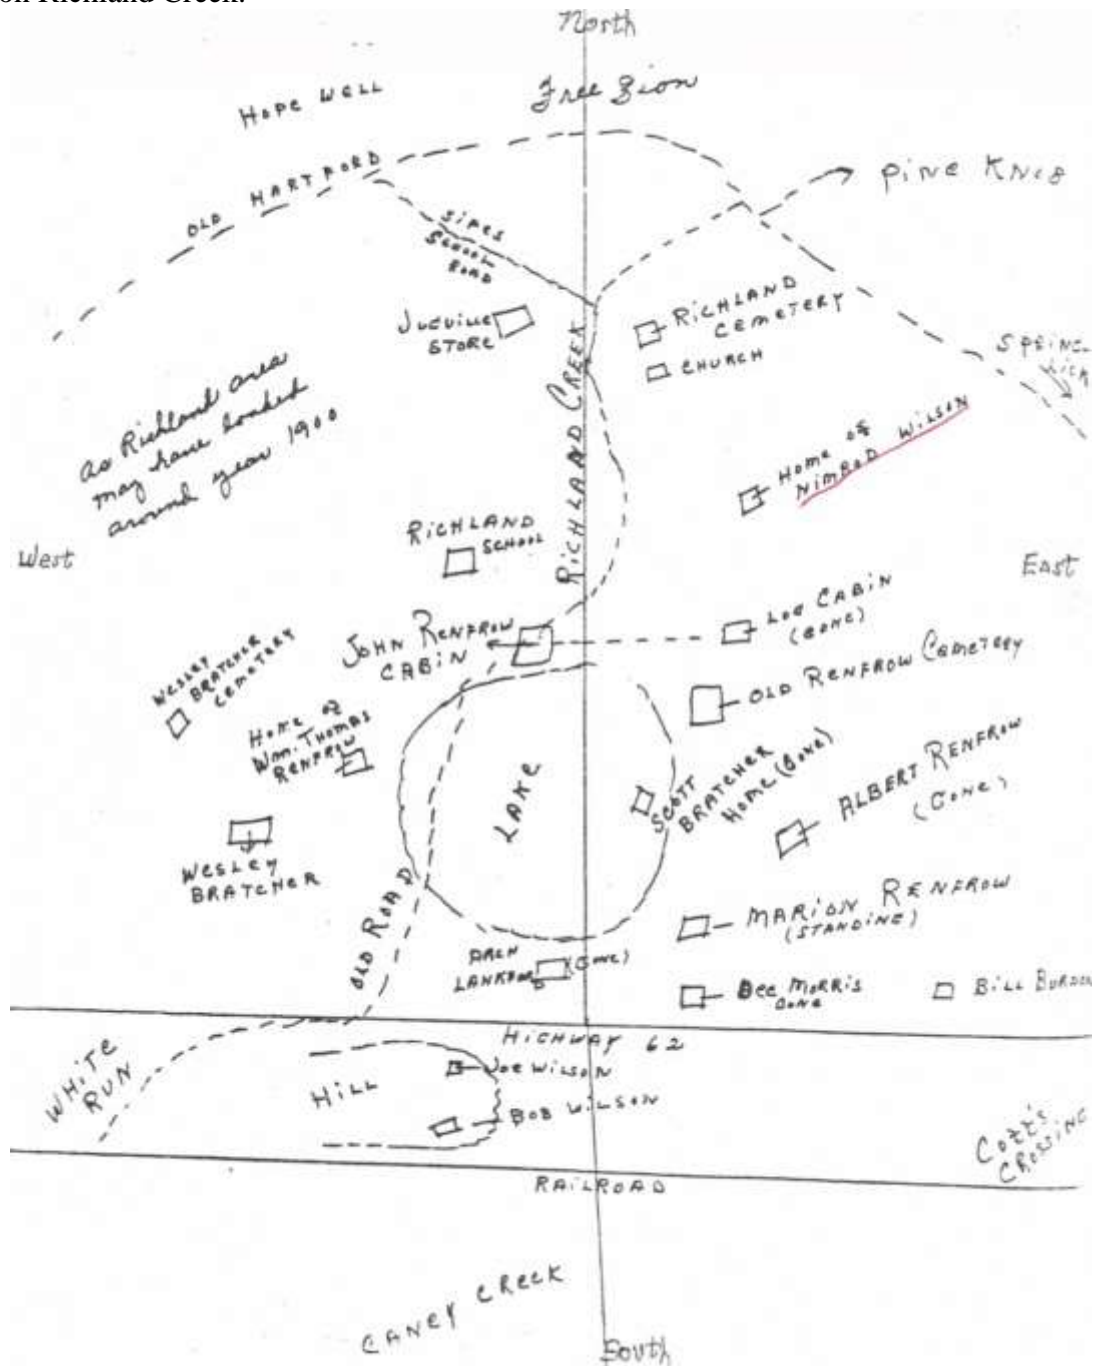 on Richland Creek.
North
Free Zion
HOPE WELL
OLD HARTFORD
PINE KNOB
SIPES
SCHOOL
ROAD
RICHLAND
CEMETERY
CHURCH
STORE
SPRING
LICK
RICHLAND CREEK
as Richland area
may have looked
around year 1900
HOME OF
NIMROD WILSON
RICHLAND
SCHOOL
West
East
LOG CABIN
(GONE)
JOHN RENFROW
CABIN
WESLEY
BRATCHER
CEMETERY
OLD RENFROW CEMETERY
HOME OF
WM. THOMAS
RENFROW
LAKE
SCOTT
BRATCHER
HOME (GONE)
ALBERT RENFROW
(GONE)
WESLEY
BRATCHER
OLD ROAD
MARION RENFROW
(STANDING)
ARCH
(GONE)
BEE MORRIS
GONE
BILL
HIGHWAY 62
WHITE
RUN
HILL
JOE WILSON
BOB WILSON
CROSSING
RAILROAD
CANEY CREEK
South